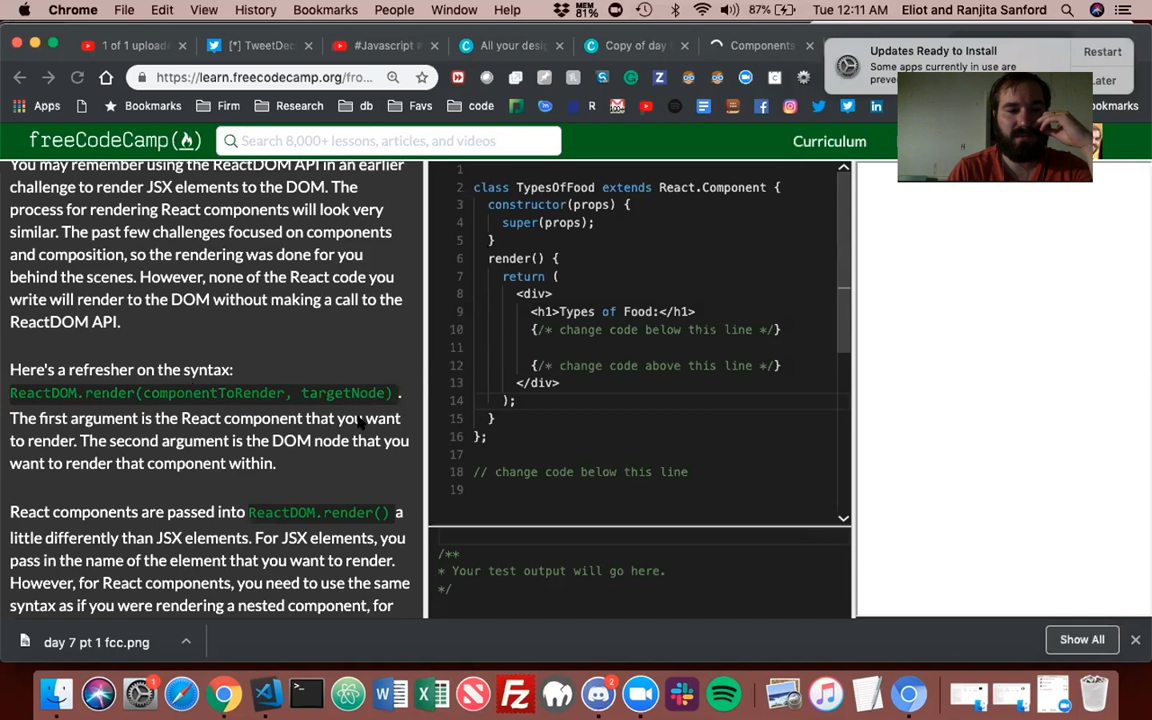 Chrome File Edit View History Bookmarks People Window Help MEM 81% 87% Tue 12:11 AM Eliot and Ranjita Sanford
1 of 1 upload [*] TweetDec #Javascript # All your desi Copy of day Components
Updates Ready to Install
Some apps currently in use are
Restart
https://learn.freecodecamp.org/fro...
Apps Bookmarks Firm Research db Favs code R
freeCodeCamp
Search 8,000+ lessons, articles, and videos
Curriculum
You may remember using the ReactDOM API in an earlier
challenge to render JSX elements to the DOM. The
process for rendering React components will look very
similar. The past few challenges focused on components
and composition, so the rendering was done for you
behind the scenes. However, none of the React code you
write will render to the DOM without making a call to the
ReactDOM API.
Here's a refresher on the syntax:
ReactDOM.render(componentToRender, targetNode) .
The first argument is the React component that you want
to render. The second argument is the DOM node that you
want to render that component within.
React components are passed into ReactDOM.render() a
little differently than JSX elements. For JSX elements, you
pass in the name of the element that you want to render.
However, for React components, you need to use the same
syntax as if you were rendering a nested component, for
1
2 class TypesOfFood extends React.Component {
3 constructor(props) {
4 super(props);
5 }
6 render() {
7 return (
8 <div>
9 <h1>Types of Food:</h1>
10 {/* change code below this line */}
11
12 {/* change code above this line */}
13 </div>
14 );
15 }
16 };
17
18 // change code below this line
19
/**
* Your test output will go here.
*/
day 7 pt 1 fcc.png
Show All